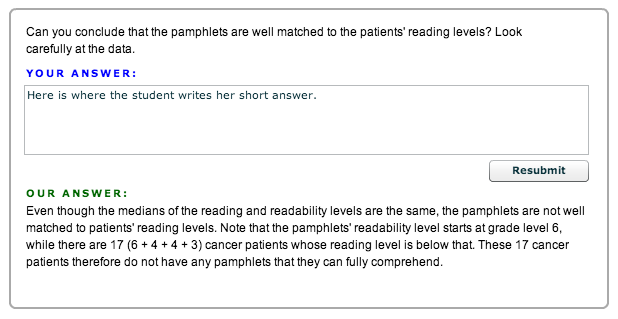 Can you conclude that the pamphlets are well matched to the patients' reading levels? Look
carefully at the data.
YOUR ANSWER:
Here is where the student writes her short answer.
Resubmit
OUR ANSWER:
Even though the medians of the reading and readability levels are the same, the pamphlets are not well
matched to patients' reading levels. Note that the pamphlets' readability level starts at grade level 6,
while there are 17 (6 + 4 + 4 + 3) cancer patients whose reading level is below that. These 17 cancer
patients therefore do not have any pamphlets that they can fully comprehend.